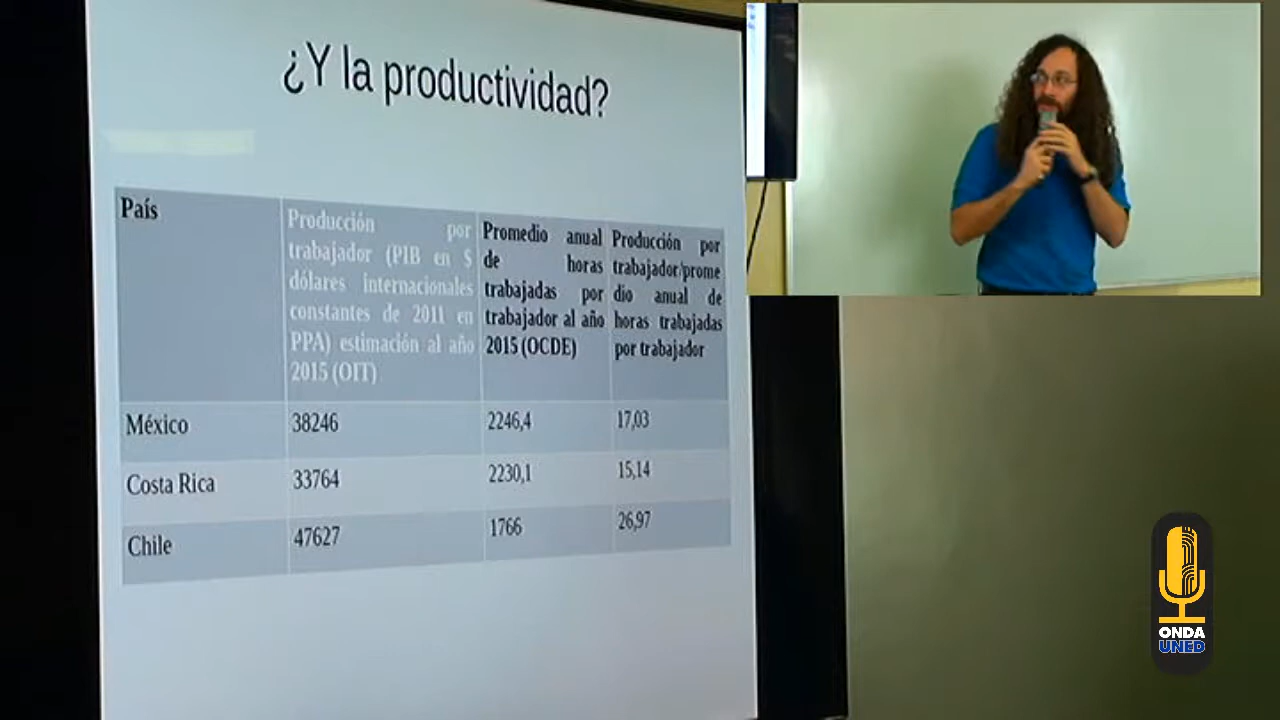 ¿Y la productividad?
País
Producción por
trabajador (PIB en $
dólares internacionales
constantes de 2011 en
PPA) estimación al año
2015 (OIT)
Promedio anual
de horas
trabajadas por
trabajador al año
2015 (OCDE)
Producción por
trabajador/prome
dio anual de
horas trabajadas
por trabajador
México 38246 2246,4 17,03
Costa Rica 33764 2230,1 15,14
Chile 47627 1766 26,97
ONDA
UNED